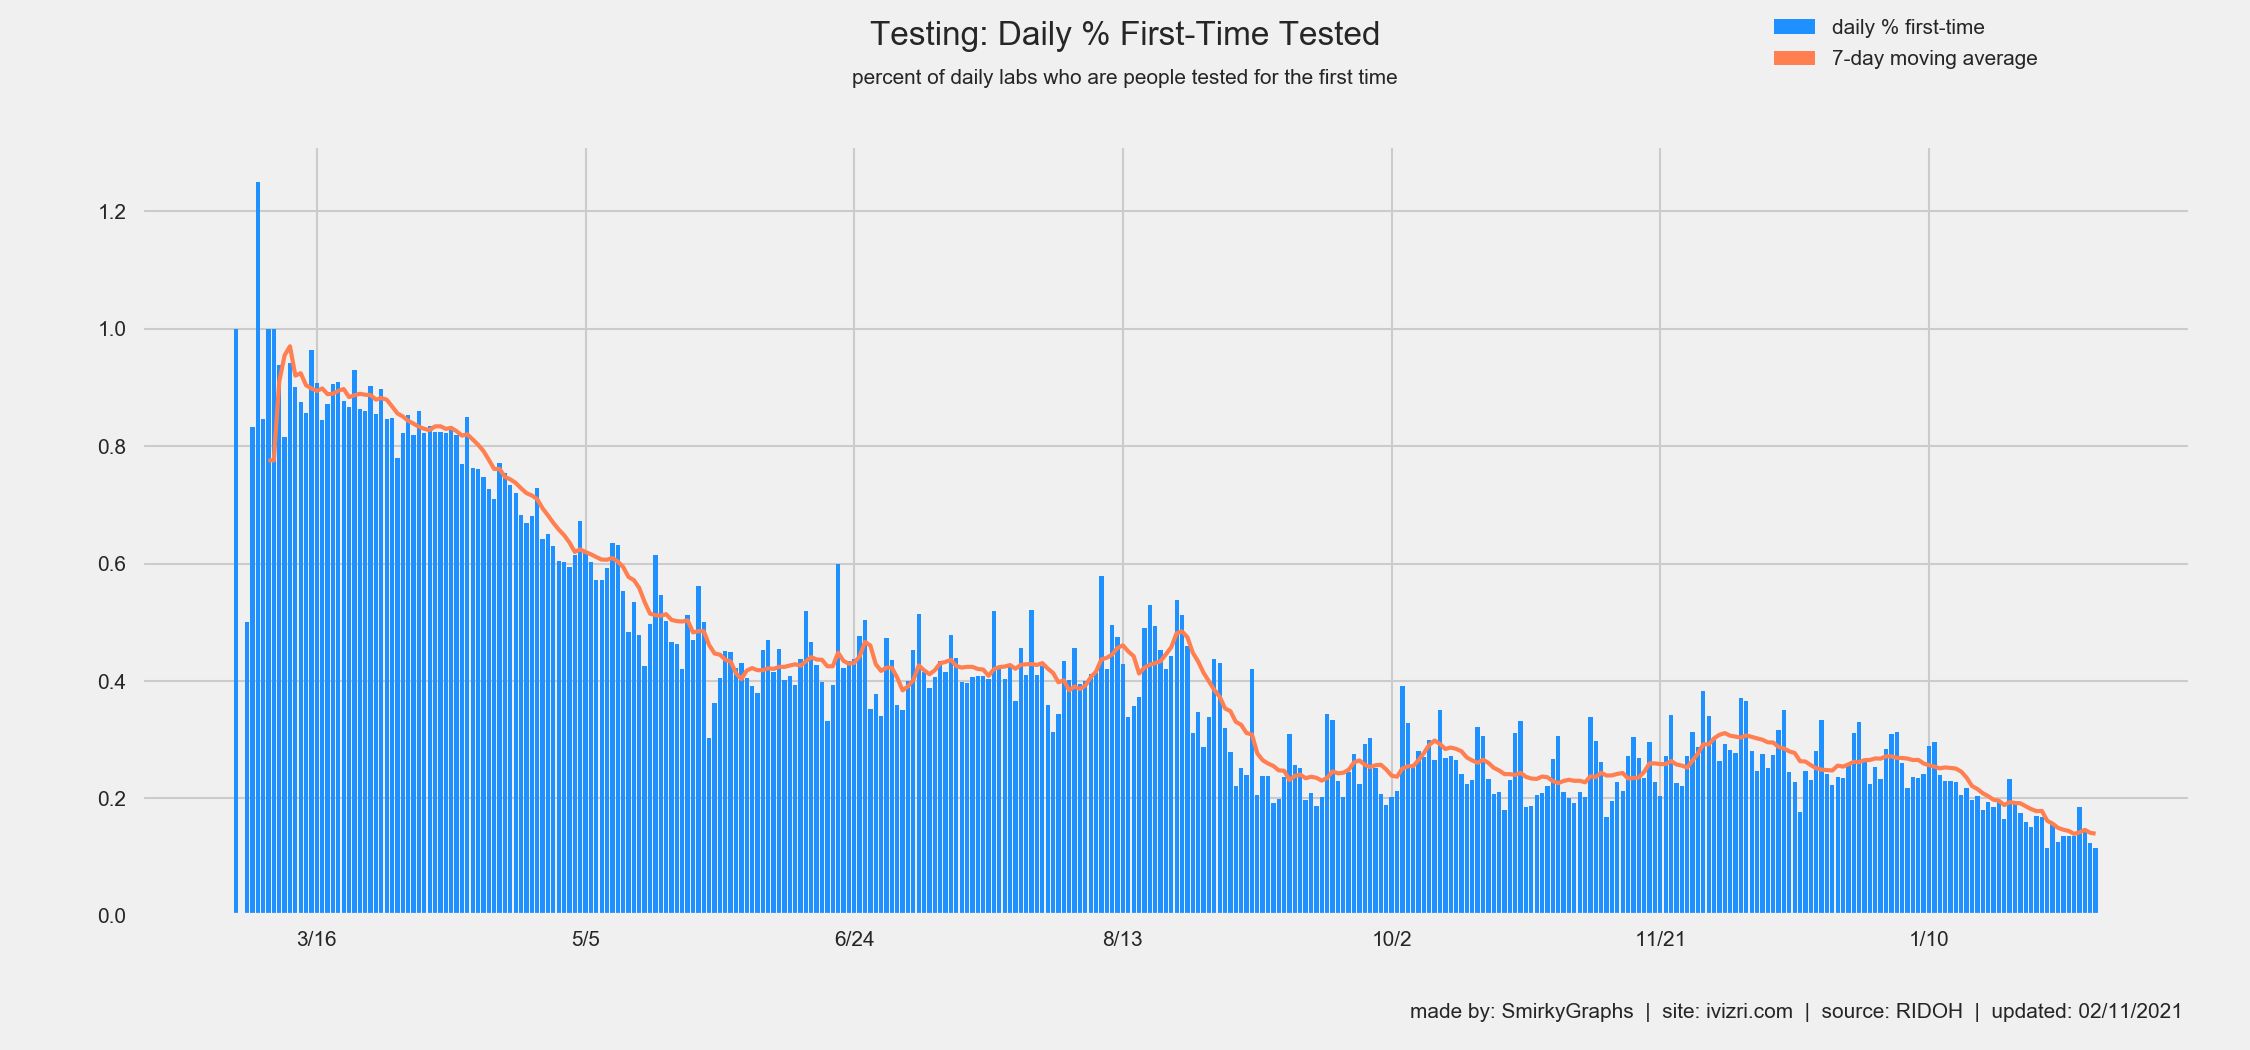 Testing: Daily % First-Time Tested
percent of daily labs who are people tested for the first time
daily % first-time
7-day moving average
1.2
1.0
0.8
0.6
0.4
0.2
0.0
3/16 5/5 6/24 8/13 10/2 11/21 1/10
made by: SmirkyGraphs | site: ivizri.com | source: RIDOH | updated: 02/11/2021